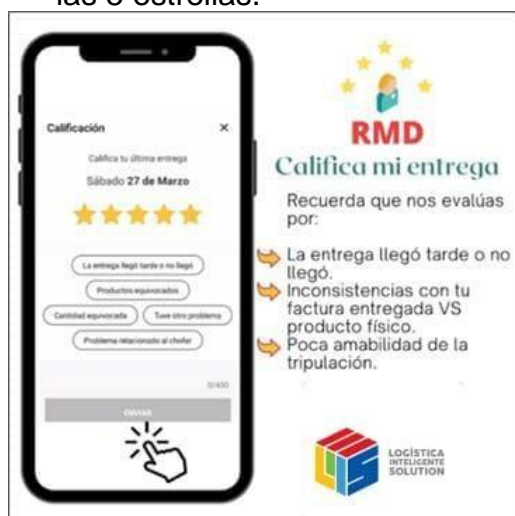 las 5 estrellas.
Calificación ×
Califica tu última entrega
Sábado 27 de Marzo
La entrega llegó tarde o no llegó
Productos equivocados
Cantidad equivocada
Tuve otro problema
Problema relacionado al chofer
0/400
ENVIAR
RMD
Califica mi entrega
Recuerda que nos evalúas
por:
La entrega llegó tarde o no
llegó.
Inconsistencias con tu
factura entregada VS
producto físico.
Poca amabilidad de la
tripulación.
LOGÍSTICA
INTELIGENTE
SOLUTION